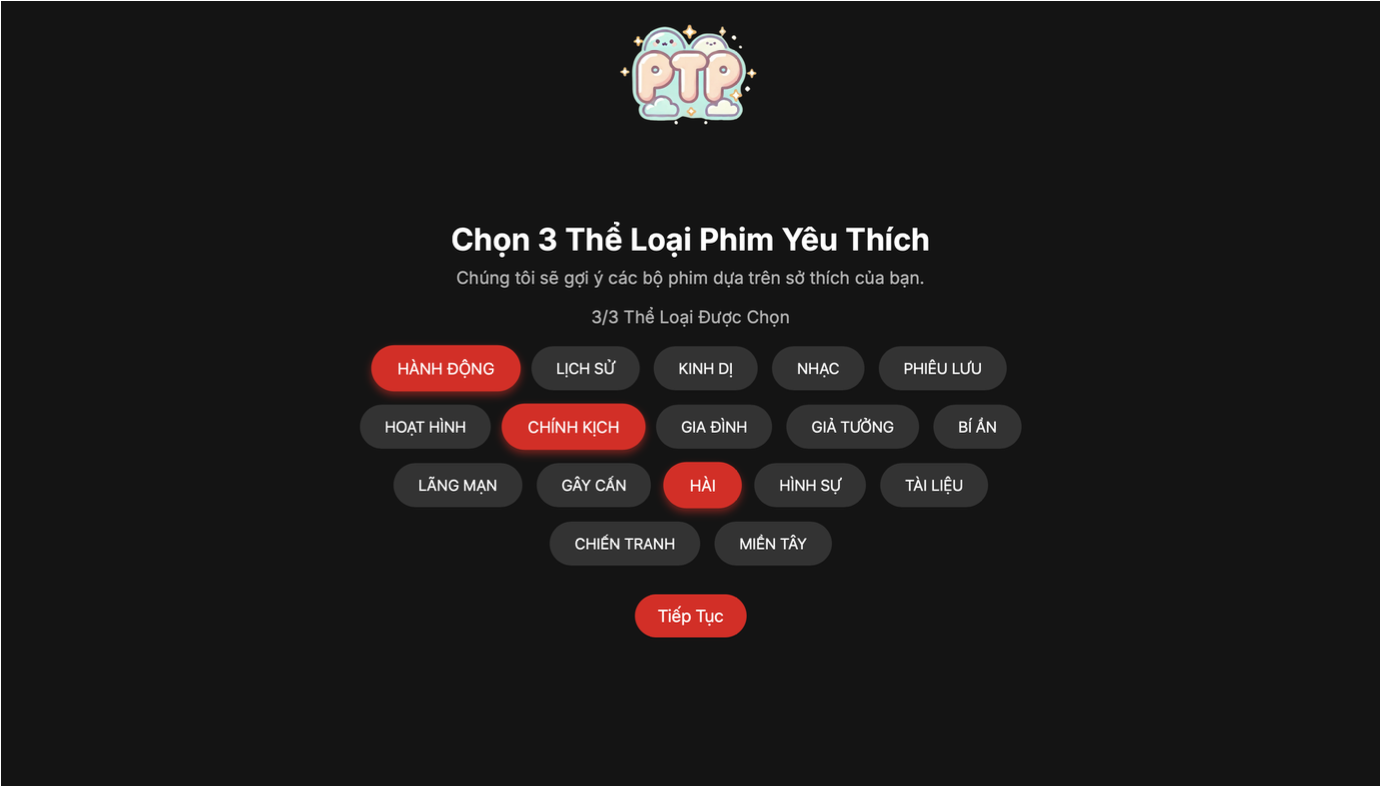 PTP
Chọn 3 Thể Loại Phim Yêu Thích
Chúng tôi sẽ gợi ý các bộ phim dựa trên sở thích của bạn.
3/3 Thể Loại Được Chọn
HÀNH ĐỘNG LỊCH SỬ KINH DỊ NHẠC PHIÊU LƯU
HOẠT HÌNH CHÍNH KỊCH GIA ĐÌNH GIẢ TƯỞNG BÍ ẨN
LÃNG MẠN GÂY CẤN HÀI HÌNH SỰ TÀI LIỆU
CHIẾN TRANH MIỀN TÂY
Tiếp Tục